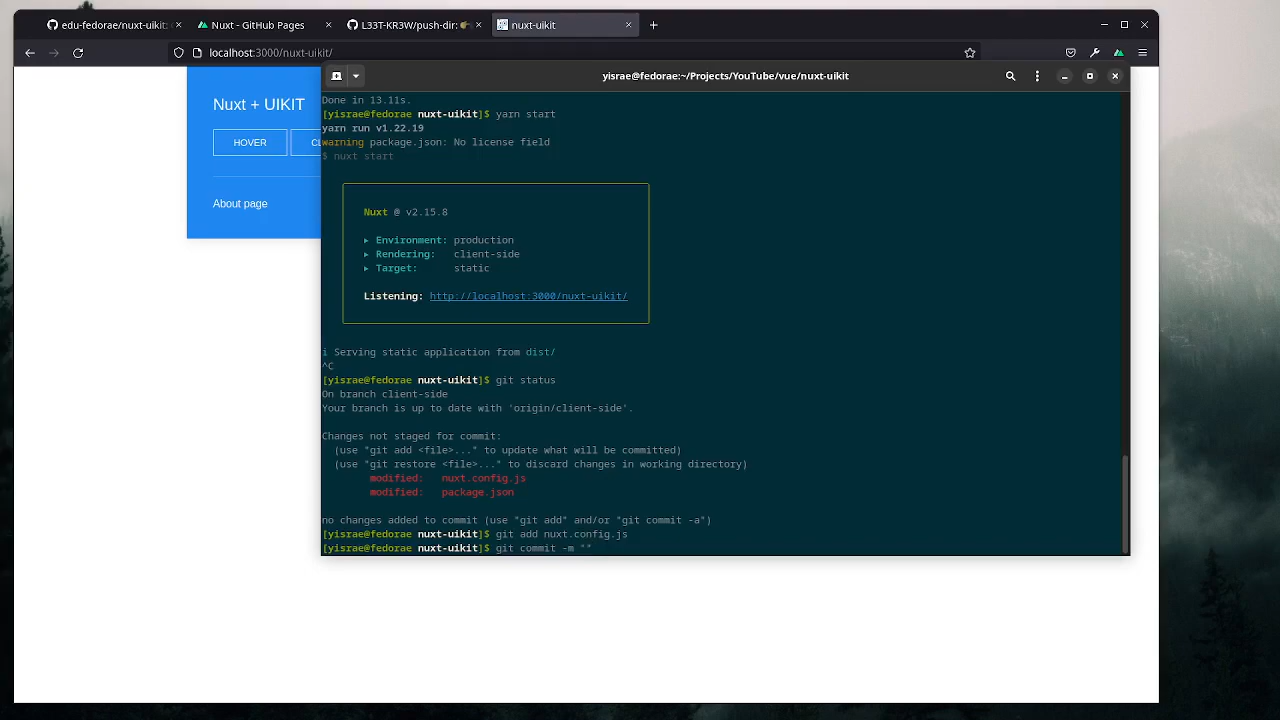 edu-fedorae/nuxt-uikit:
Nuxt - GitHub Pages
L33T-KR3W/push-dir:
nuxt-uikit
localhost:3000/nuxt-uikit/
Nuxt + UIKIT
HOVER
CL
About page
yisrae@fedorae:~/Projects/YouTube/vue/nuxt-uikit
Done in 13.11s.
[yisrae@fedorae nuxt-uikit]$ yarn start
yarn run v1.22.19
warning package.json: No license field
$ nuxt start
Nuxt @ v2.15.8
▸ Environment: production
▸ Rendering: client-side
▸ Target: static
Listening: http://localhost:3000/nuxt-uikit/
i Serving static application from dist/
^C
[yisrae@fedorae nuxt-uikit]$ git status
On branch client-side
Your branch is up to date with 'origin/client-side'.
Changes not staged for commit:
(use "git add <file>..." to update what will be committed)
(use "git restore <file>..." to discard changes in working directory)
modified: nuxt.config.js
modified: package.json
no changes added to commit (use "git add" and/or "git commit -a")
[yisrae@fedorae nuxt-uikit]$ git add nuxt.config.js
[yisrae@fedorae nuxt-uikit]$ git commit -m ""